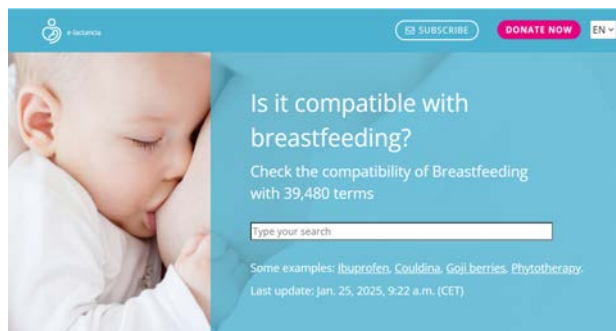 e-lactancia
SUBSCRIBE
DONATE NOW
EN
Is it compatible with
breastfeeding?
Check the compatibility of Breastfeeding
with 39,480 terms
Type your search
Some examples: Ibuprofen, Couldina, Goji berries, Phytotherapy.
Last update: Jan. 25, 2025, 9:22 a.m. (CET)